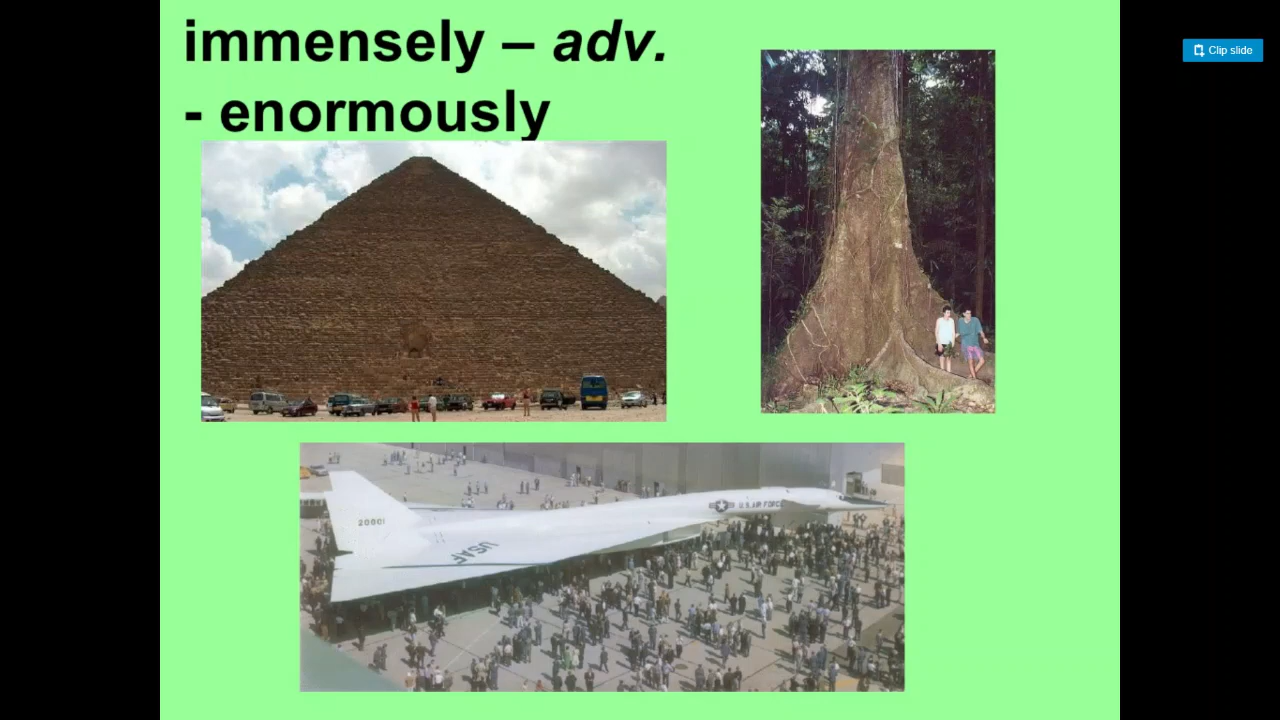 immensely – adv.
- enormously
Clip slide
20001
U.S. AIR FORCE
USAF